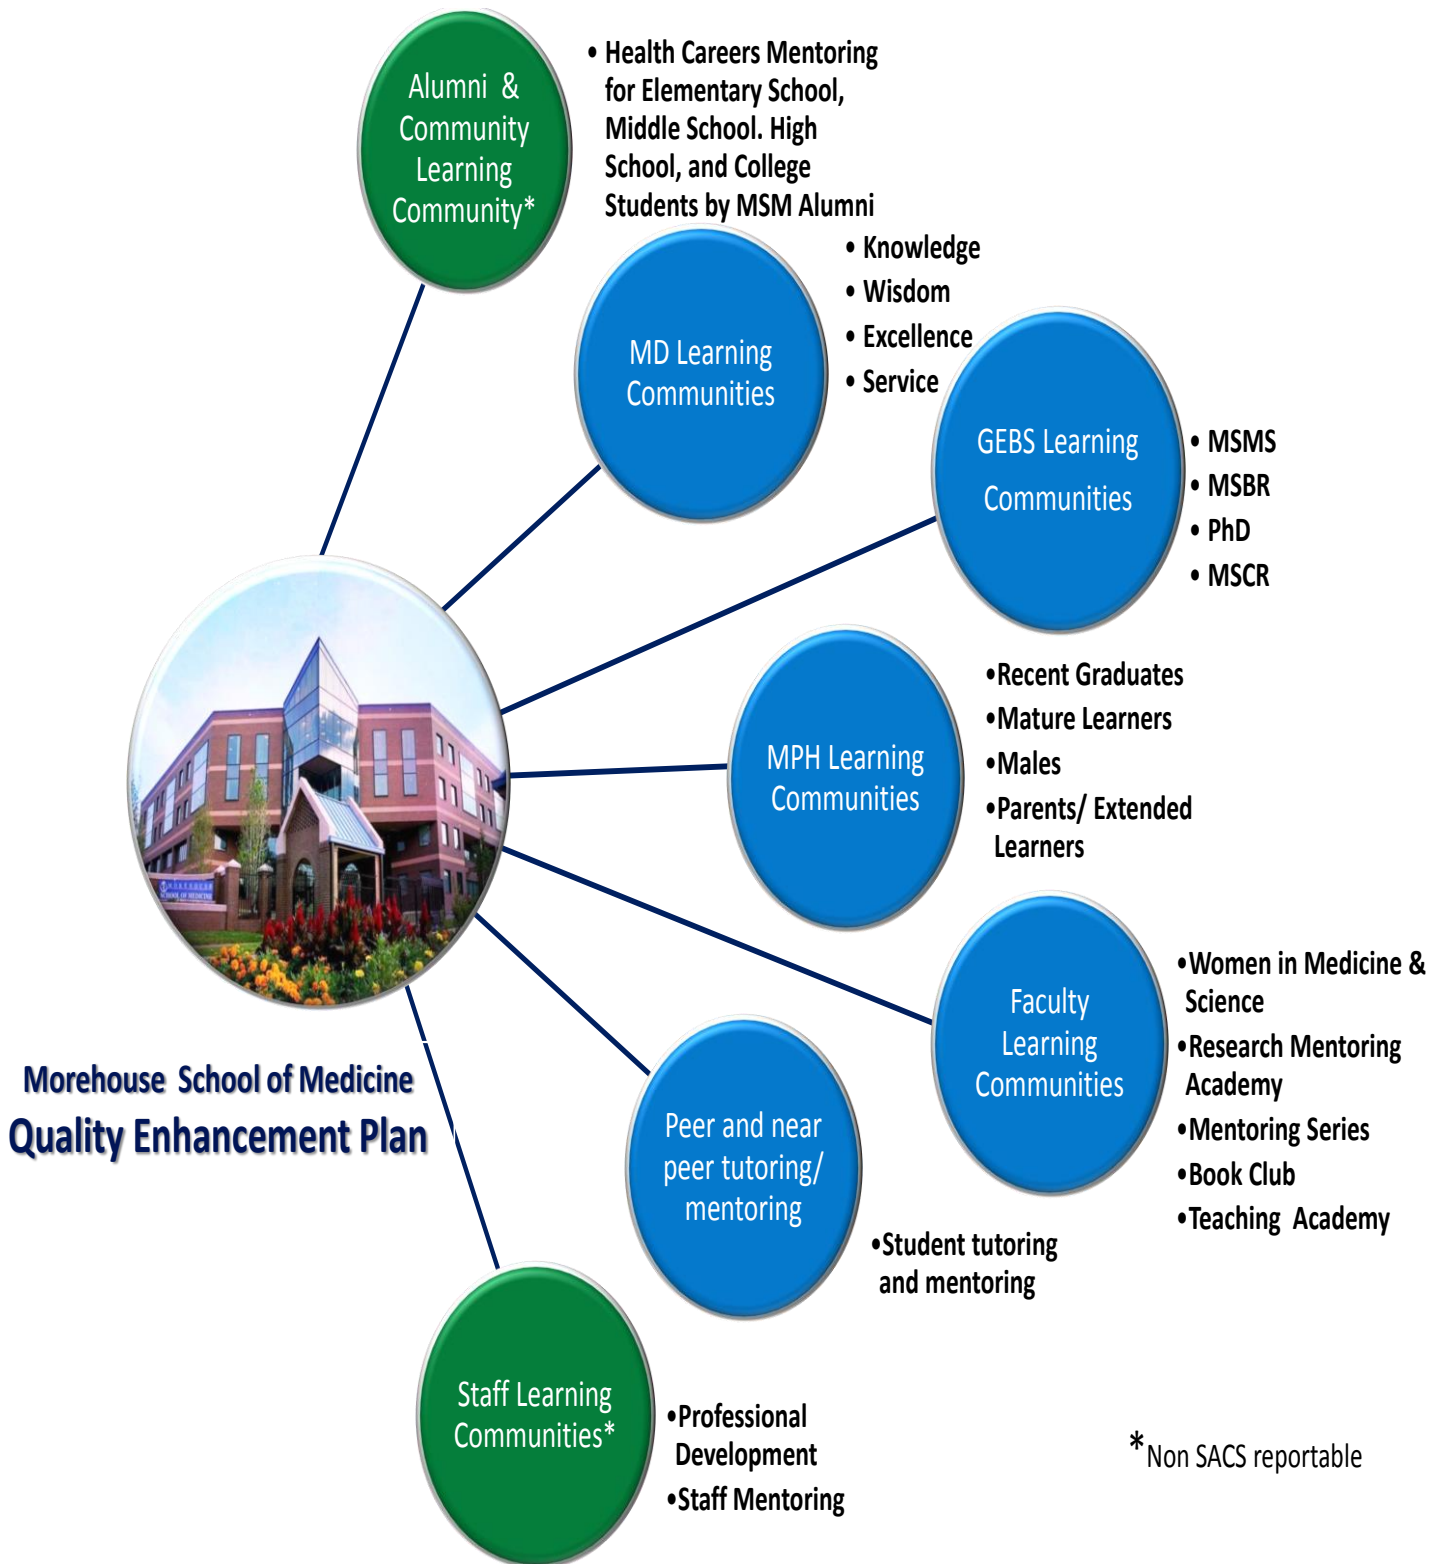 Alumni &
Community
Learning
Community*
• Health Careers Mentoring
for Elementary School,
Middle School. High
School, and College
Students by MSM Alumni
MD Learning
Communities
• Knowledge
• Wisdom
• Excellence
• Service
GEBS Learning
Communities
• MSMS
• MSBR
• PhD
• MSCR
MPH Learning
Communities
•Recent Graduates
•Mature Learners
•Males
•Parents/ Extended
Learners
Faculty
Learning
Communities
•Women in Medicine &
Science
•Research Mentoring
Academy
•Mentoring Series
•Book Club
•Teaching Academy
Peer and near
peer tutoring/
mentoring
•Student tutoring
and mentoring
Staff Learning
Communities*
•Professional
Development
•Staff Mentoring
MOREHOUSE
SCHOOL OF MEDICINE
Morehouse School of Medicine
Quality Enhancement Plan
*Non SACS reportable